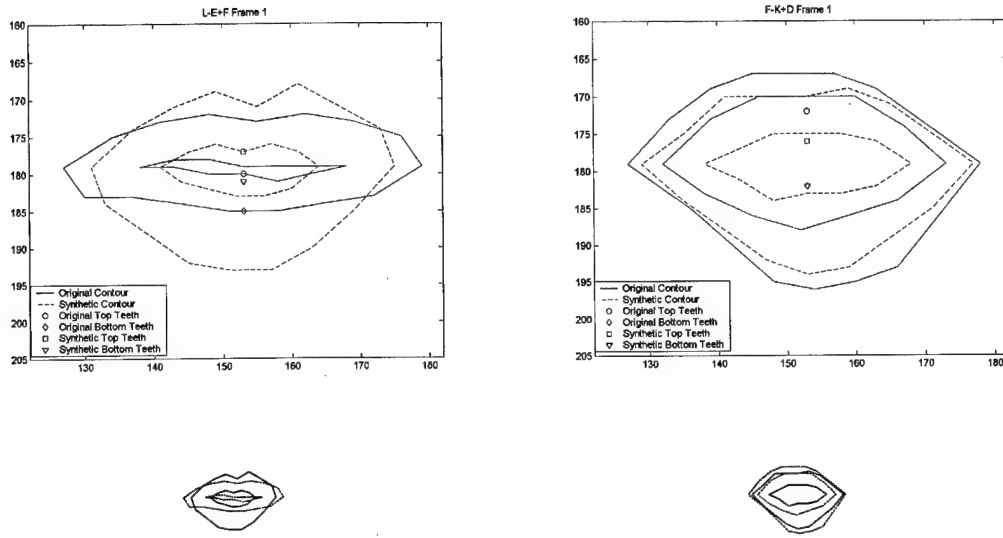 L-E+F Frame 1
160
165
170
175
180
185
190
195
200
205
Original Contour
Synthetic Contour
Original Top Teeth
Original Bottom Teeth
Synthetic Top Teeth
Synthetic Bottom Teeth
130 140 150 160 170 180
F-K+D Frame 1
160
165
170
175
180
185
190
195
200
205
Original Contour
Synthetic Contour
Original Top Teeth
Original Bottom Teeth
Synthetic Top Teeth
Synthetic Bottom Teeth
130 140 150 160 170 180